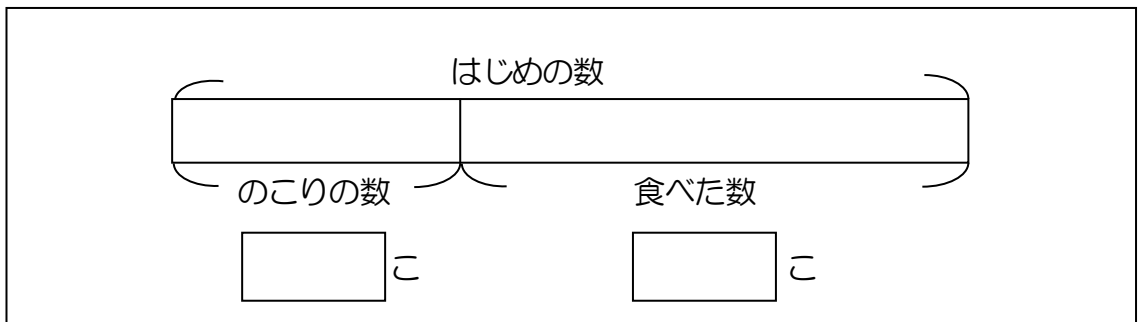 はじめの数
のこりの数 食べた数
こ こ